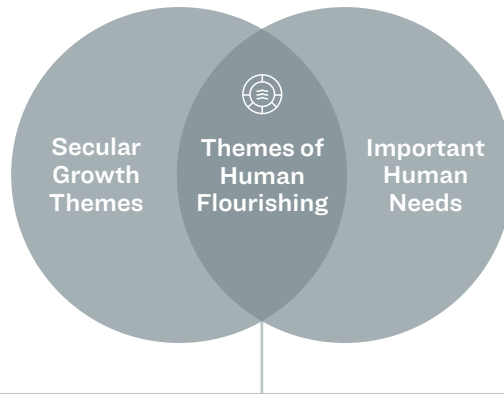 Secular
Growth
Themes
Themes of
Human
Flourishing
Important
Human
Needs